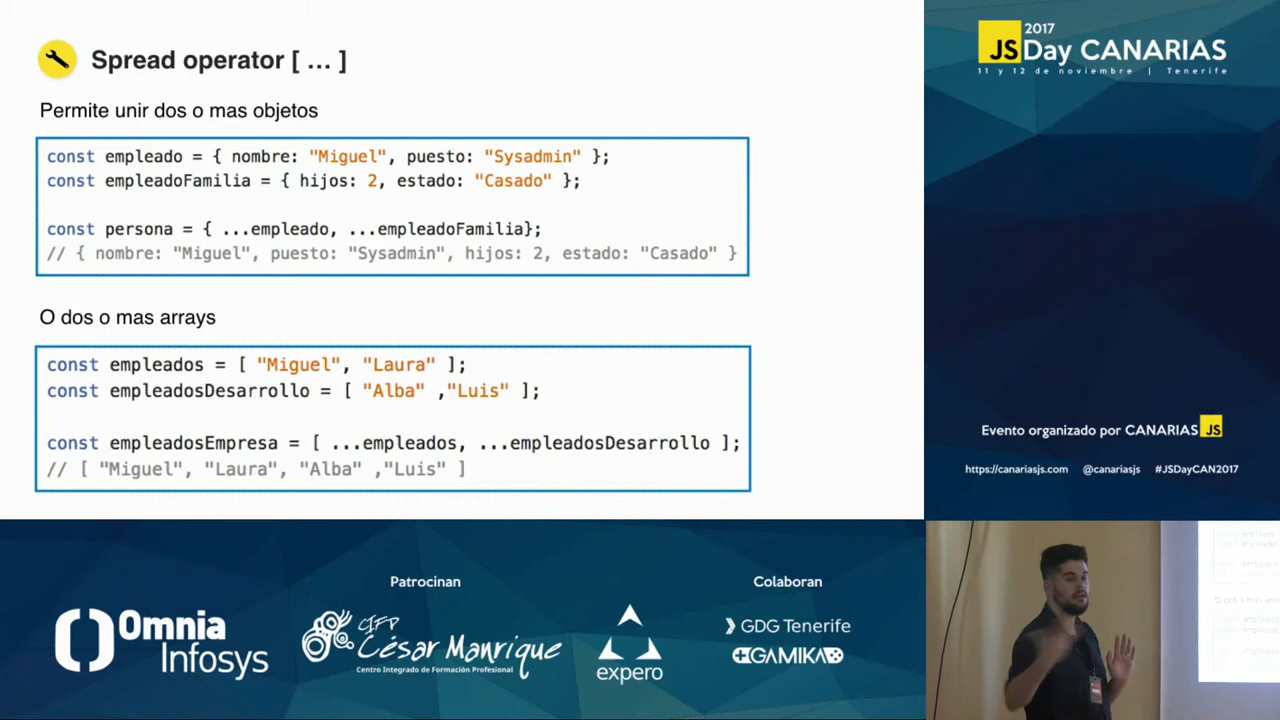 Spread operator [ ... ]
Permite unir dos o mas objetos
const empleado = { nombre: "Miguel", puesto: "Sysadmin" };
const empleadoFamilia = { hijos: 2, estado: "Casado" };
const persona = { ...empleado, ...empleadoFamilia};
// { nombre: "Miguel", puesto: "Sysadmin", hijos: 2, estado: "Casado" }
O dos o mas arrays
const empleados = [ "Miguel", "Laura" ];
const empleadosDesarrollo = [ "Alba" ,"Luis" ];
const empleadosEmpresa = [ ...empleados, ...empleadosDesarrollo ];
// [ "Miguel", "Laura", "Alba" ,"Luis" ]
2017
JS Day CANARIAS
11 y 12 de noviembre | Tenerife
Evento organizado por CANARIAS JS
https://canariasjs.com @canariasjs #JSDayCAN2017
Patrocinan
Omnia Infosys
CIFP
César Manrique
Centro Integrado de Formación Profesional
expero
Colaboran
GDG Tenerife
GAMIKA